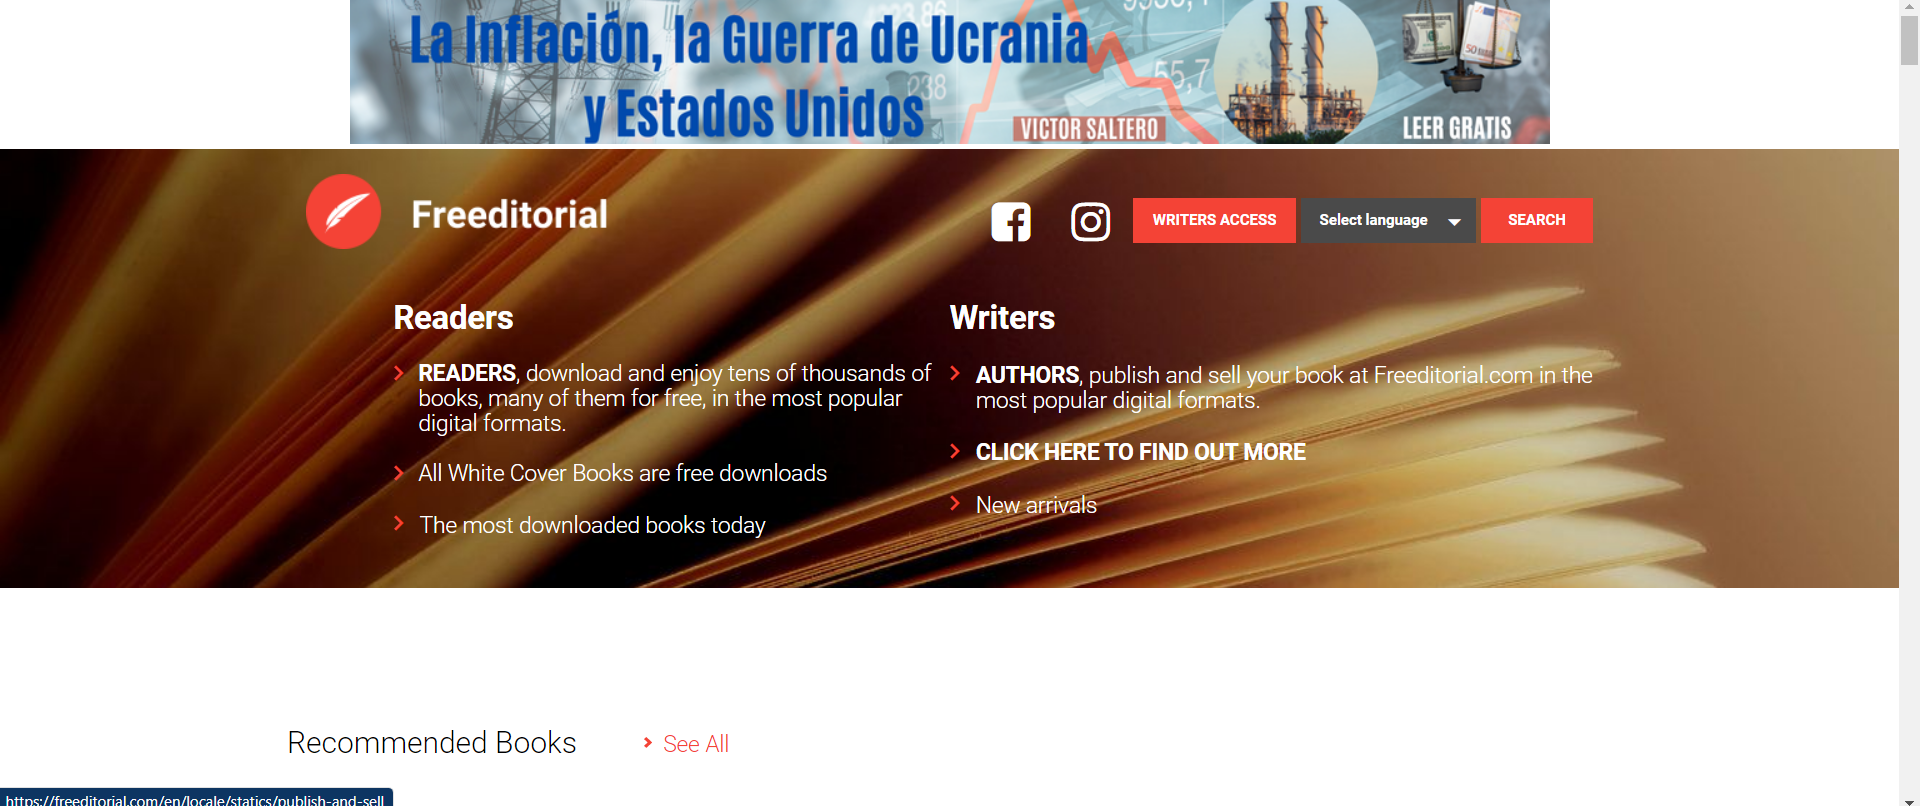 La Inflación, la Guerra de Ucrania
y Estados Unidos
VICTOR SALTERO
LEER GRATIS
Freeditorial
WRITERS ACCESS
Select language
SEARCH
Readers
READERS, download and enjoy tens of thousands of
books, many of them for free, in the most popular
digital formats.
All White Cover Books are free downloads
The most downloaded books today
Writers
AUTHORS, publish and sell your book at Freeditorial.com in the
most popular digital formats.
CLICK HERE TO FIND OUT MORE
New arrivals
Recommended Books
See All
https://freeditorial.com/en/locale/statics/publish-and-sell